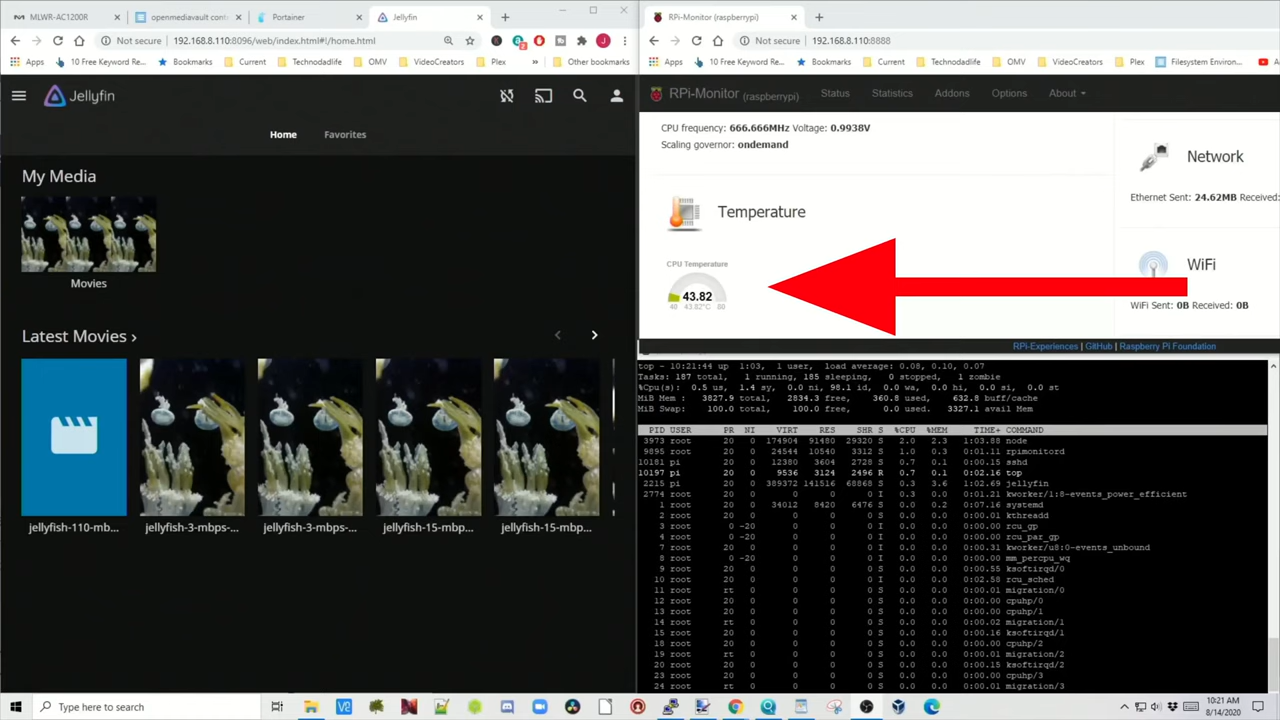 MLWR-AC1200R
openmediavault cont
Portainer
Jellyfin
Not secure
192.168.8.110:8096/web/index.html#!/home.html
Apps
10 Free Keyword Re...
Bookmarks
Current
Technodadlife
OMV
VideoCreators
Plex
»
Other bookmarks
Jellyfin
Home
Favorites
My Media
Movies
Latest Movies
jellyfish-110-mb...
jellyfish-3-mbps-...
jellyfish-3-mbps-...
jellyfish-15-mbp...
jellyfish-15-mbp...
RPi-Monitor (raspberrypi)
Not secure
192.168.8.110:8888
Apps
10 Free Keyword Re...
Bookmarks
Current
Technodadlife
OMV
VideoCreators
Plex
Filesystem Environ...
RPi-Monitor (raspberrypi)
Status
Statistics
Addons
Options
About
CPU frequency: 666.666MHz Voltage: 0.9938V
Scaling governor: ondemand
Temperature
CPU Temperature
43.82
40 43.82°C 80
Network
Ethernet Sent: 24.62MB Received:
WiFi
WiFi Sent: 0B Received: 0B
RPi-Experiences | GitHub | Raspberry Pi Foundation
top - 10:21:44 up 1:03, 1 user, load average: 0.08, 0.10, 0.07
Tasks: 187 total, 1 running, 185 sleeping, 0 stopped, 1 zombie
%Cpu(s): 0.5 us, 1.4 sy, 0.0 ni, 98.1 id, 0.0 wa, 0.0 hi, 0.0 si, 0.0 st
MiB Mem : 3827.9 total, 2834.3 free, 360.8 used, 632.8 buff/cache
MiB Swap: 100.0 total, 100.0 free, 0.0 used. 3327.1 avail Mem
PID USER PR NI VIRT RES SHR S %CPU %MEM TIME+ COMMAND
3973 root 20 0 174904 91480 29320 S 2.0 2.3 1:03.88 node
9895 root 20 0 24544 10540 3312 S 1.0 0.3 0:01.11 rpimonitord
10181 pi 20 0 12380 3604 2728 S 0.7 0.1 0:00.15 sshd
10197 pi 20 0 9536 3124 2496 R 0.7 0.1 0:02.16 top
2215 pi 20 0 389372 141516 68868 S 0.3 3.6 1:02.69 jellyfin
2774 root 20 0 0 0 0 I 0.3 0.0 0:01.21 kworker/1:8-events_power_efficient
1 root 20 0 34012 8420 6476 S 0.0 0.2 0:07.16 systemd
2 root 20 0 0 0 0 S 0.0 0.0 0:00.01 kthreadd
3 root 0 -20 0 0 0 I 0.0 0.0 0:00.00 rcu_gp
4 root 0 -20 0 0 0 I 0.0 0.0 0:00.00 rcu_par_gp
7 root 20 0 0 0 0 I 0.0 0.0 0:00.31 kworker/u8:0-events_unbound
8 root 0 -20 0 0 0 I 0.0 0.0 0:00.00 mm_percpu_wq
9 root 20 0 0 0 0 S 0.0 0.0 0:00.55 ksoftirqd/0
10 root 20 0 0 0 0 I 0.0 0.0 0:02.58 rcu_sched
11 root rt 0 0 0 0 S 0.0 0.0 0:00.01 migration/0
12 root 20 0 0 0 0 S 0.0 0.0 0:00.00 cpuhp/0
13 root 20 0 0 0 0 S 0.0 0.0 0:00.00 cpuhp/1
14 root rt 0 0 0 0 S 0.0 0.0 0:00.02 migration/1
15 root 20 0 0 0 0 S 0.0 0.0 0:00.16 ksoftirqd/1
18 root 20 0 0 0 0 S 0.0 0.0 0:00.00 cpuhp/2
19 root rt 0 0 0 0 S 0.0 0.0 0:00.01 migration/2
20 root 20 0 0 0 0 S 0.0 0.0 0:00.15 ksoftirqd/2
23 root 20 0 0 0 0 S 0.0 0.0 0:00.00 cpuhp/3
24 root rt 0 0 0 0 S 0.0 0.0 0:00.01 migration/3
Type here to search
10:21 AM
8/14/2020